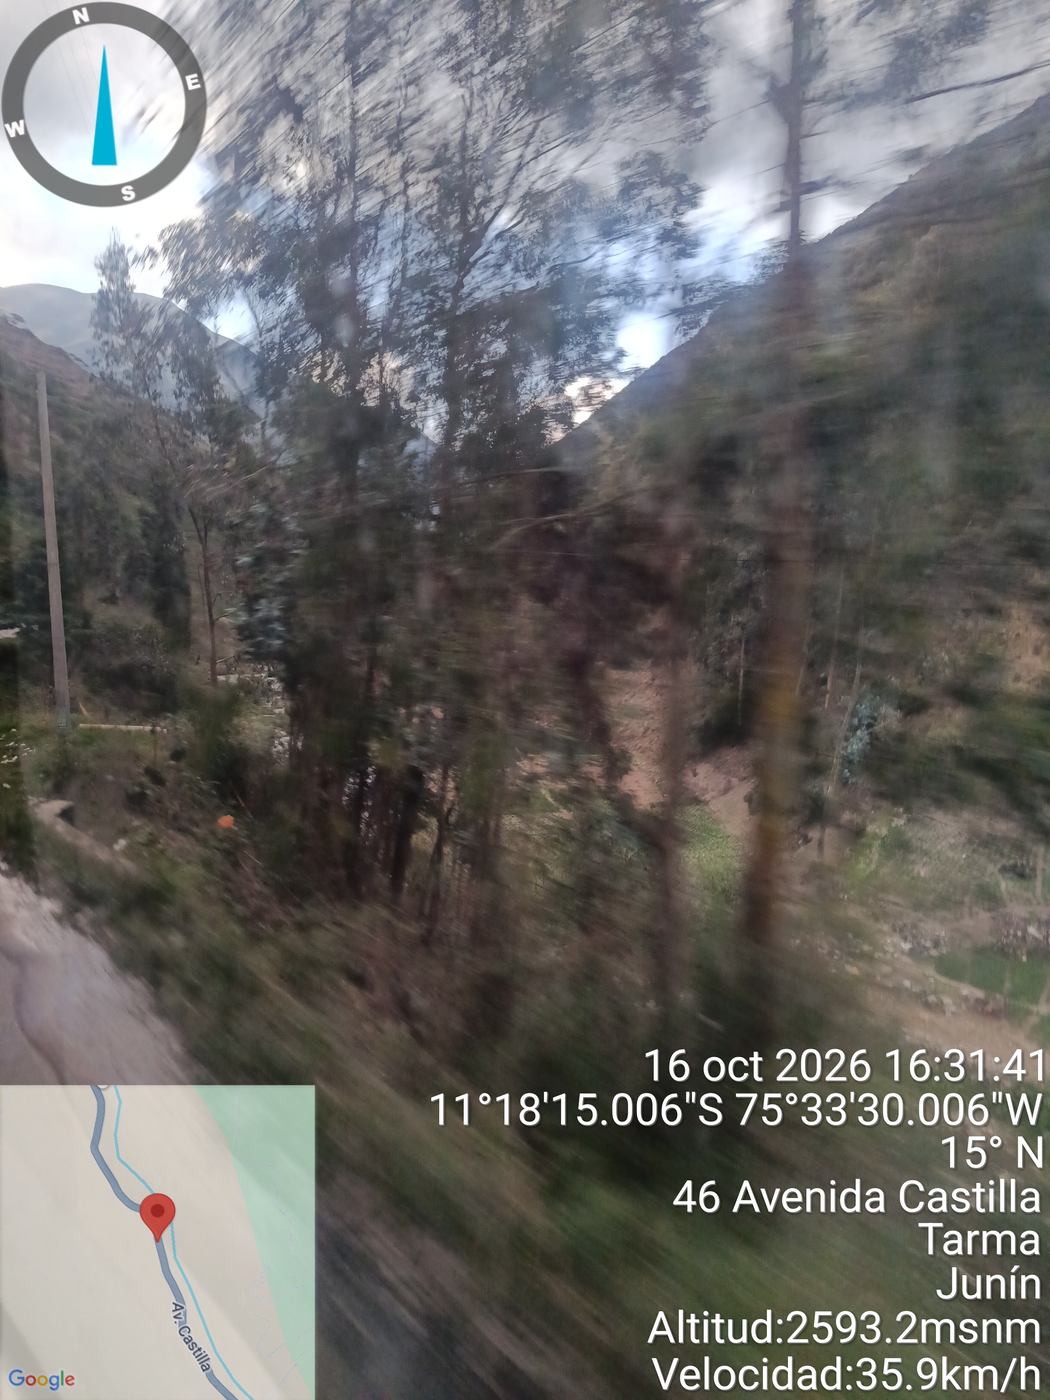 N
E
W
S
16 oct 2026 16:31:41
11°18'15.006"S 75°33'30.006"W
15° N
46 Avenida Castilla
Tarma
Junín
Altitud:2593.2msnm
Velocidad:35.9km/h
Av. Castilla
Google